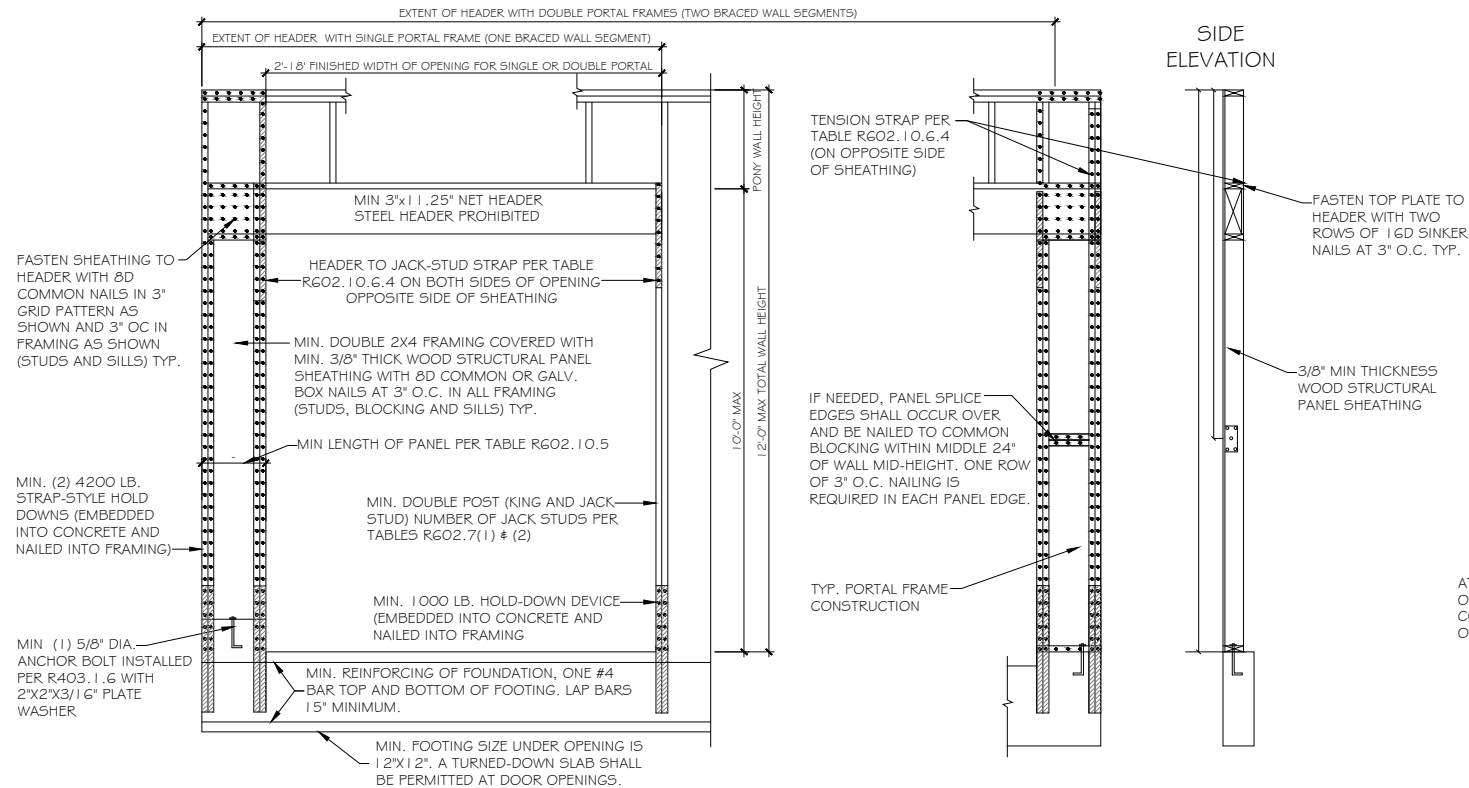 EXTENT OF HEADER WITH DOUBLE PORTAL FRAMES (TWO BRACED WALL SEGMENTS)
EXTENT OF HEADER WITH SINGLE PORTAL FRAME (ONE BRACED WALL SEGMENT)
2'-18' FINISHED WIDTH OF OPENING FOR SINGLE OR DOUBLE PORTAL
SIDE
ELEVATION
PONY WALL HEIGHT
10'-0" MAX
12'-0" MAX TOTAL WALL HEIGHT
MIN 3"x11.25" NET HEADER
STEEL HEADER PROHIBITED
FASTEN SHEATHING TO
HEADER WITH 8D
COMMON NAILS IN 3"
GRID PATTERN AS
SHOWN AND 3" OC IN
FRAMING AS SHOWN
(STUDS AND SILLS) TYP.
HEADER TO JACK-STUD STRAP PER TABLE
R602.10.6.4 ON BOTH SIDES OF OPENING
OPPOSITE SIDE OF SHEATHING
MIN. DOUBLE 2X4 FRAMING COVERED WITH
MIN. 3/8" THICK WOOD STRUCTURAL PANEL
SHEATHING WITH 8D COMMON OR GALV.
BOX NAILS AT 3" O.C. IN ALL FRAMING
(STUDS, BLOCKING AND SILLS) TYP.
MIN LENGTH OF PANEL PER TABLE R602.10.5
MIN. (2) 4200 LB.
STRAP-STYLE HOLD
DOWNS (EMBEDDED
INTO CONCRETE AND
NAILED INTO FRAMING)
MIN. DOUBLE POST (KING AND JACK
STUD) NUMBER OF JACK STUDS PER
TABLES R602.7(1) & (2)
MIN. 1000 LB. HOLD-DOWN DEVICE
(EMBEDDED INTO CONCRETE AND
NAILED INTO FRAMING
MIN (1) 5/8" DIA.
ANCHOR BOLT INSTALLED
PER R403.1.6 WITH
2"X2"X3/16" PLATE
WASHER
MIN. REINFORCING OF FOUNDATION, ONE #4
BAR TOP AND BOTTOM OF FOOTING. LAP BARS
15" MINIMUM.
MIN. FOOTING SIZE UNDER OPENING IS
12"X12". A TURNED-DOWN SLAB SHALL
BE PERMITTED AT DOOR OPENINGS.
TENSION STRAP PER
TABLE R602.10.6.4
(ON OPPOSITE SIDE
OF SHEATHING)
FASTEN TOP PLATE TO
HEADER WITH TWO
ROWS OF 16D SINKER
NAILS AT 3" O.C. TYP.
3/8" MIN THICKNESS
WOOD STRUCTURAL
PANEL SHEATHING
IF NEEDED, PANEL SPLICE
EDGES SHALL OCCUR OVER
AND BE NAILED TO COMMON
BLOCKING WITHIN MIDDLE 24"
OF WALL MID-HEIGHT. ONE ROW
OF 3" O.C. NAILING IS
REQUIRED IN EACH PANEL EDGE.
TYP. PORTAL FRAME
CONSTRUCTION